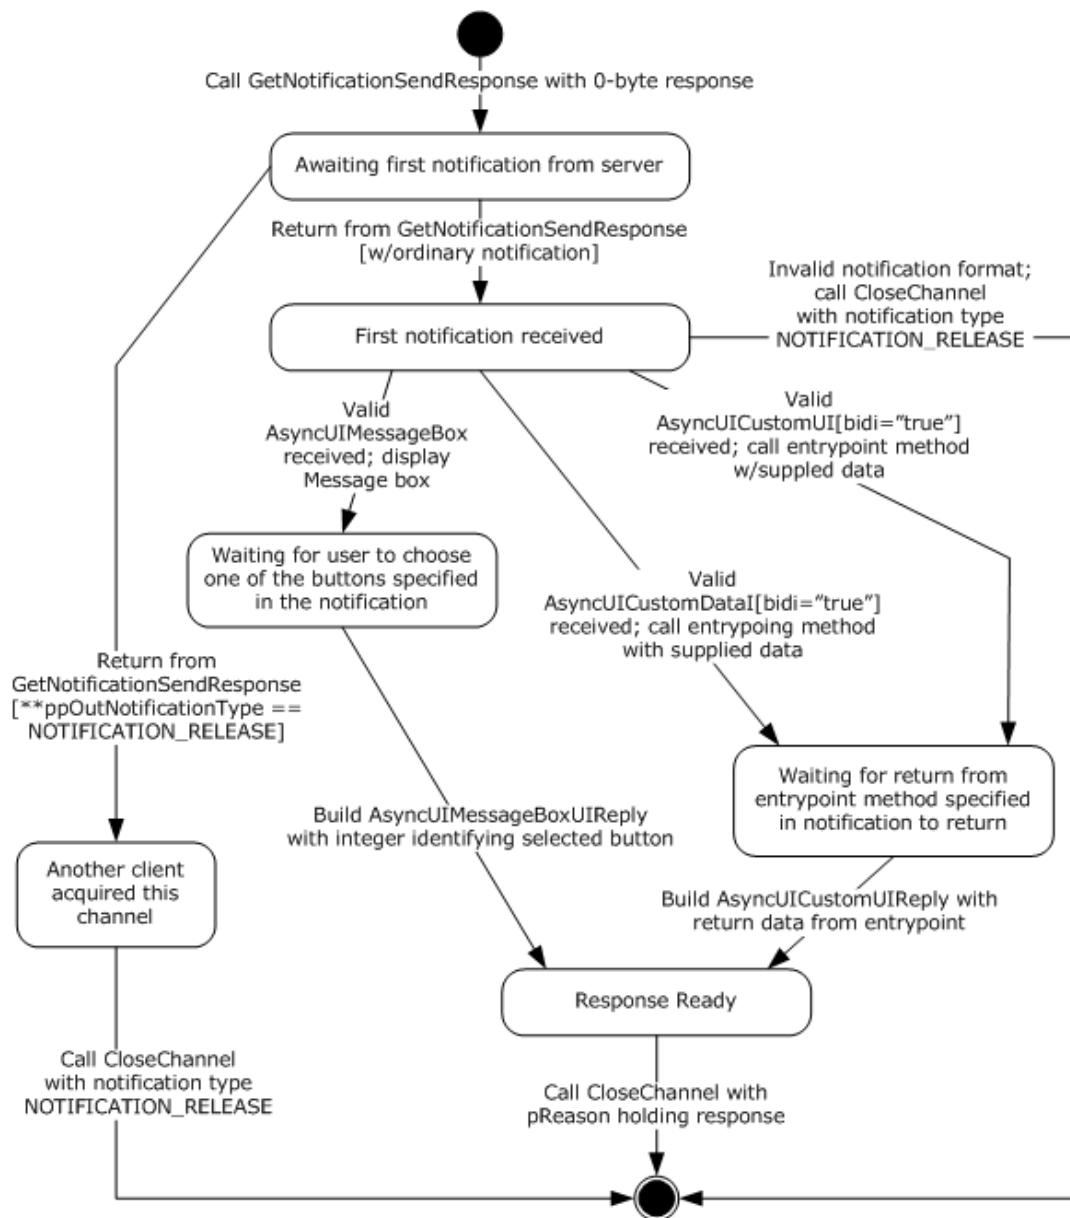 Call GetNotificationSendResponse with 0-byte response
Awaiting first notification from server
Return from GetNotificationSendResponse
[w/ordinary notification]
Invalid notification format;
call CloseChannel
with notification type
NOTIFICATION_RELEASE
First notification received
Valid
AsyncUIMessageBox
received; display
Message box
Valid
AsyncUICustomUI[bidi=”true”]
received; call entrypoint method
w/suppled data
Waiting for user to choose
one of the buttons specified
in the notification
Valid
AsyncUICustomDataI[bidi=”true”]
received; call entrypoing method
with supplied data
Return from
GetNotificationSendResponse
[**ppOutNotificationType ==
NOTIFICATION_RELEASE]
Waiting for return from
entrypoint method specified
in notification to return
Build AsyncUIMessageBoxUIReply
with integer identifying selected button
Another client
acquired this
channel
Build AsyncUICustomUIReply with
return data from entrypoint
Response Ready
Call CloseChannel
with notification type
NOTIFICATION_RELEASE
Call CloseChannel with
pReason holding response